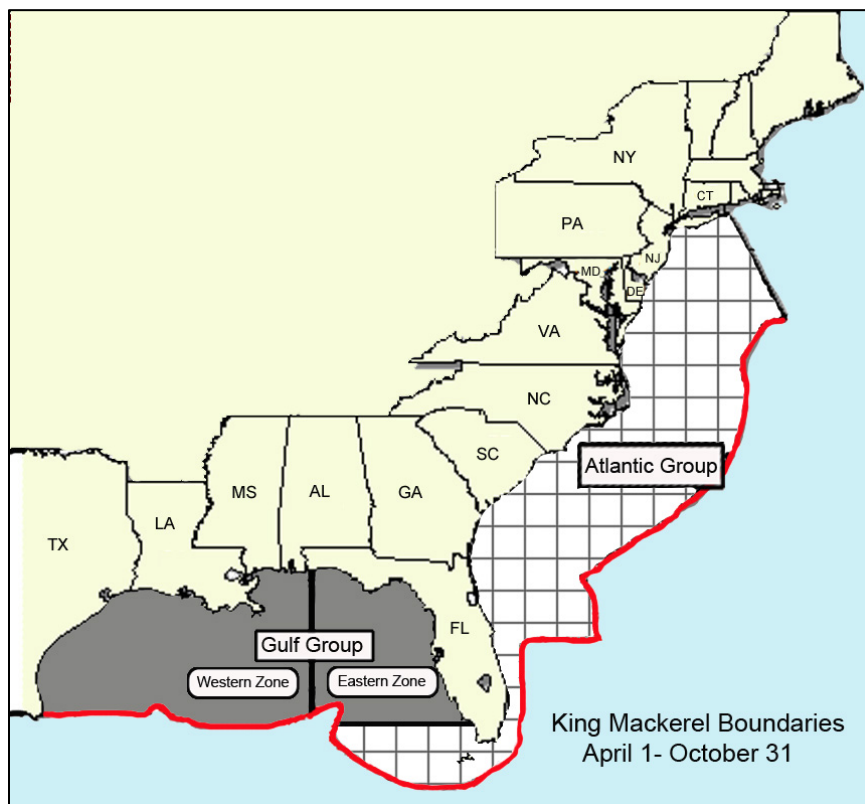 NY
CT
PA
NJ
MD
DE
VA
NC
SC
Atlantic Group
MS
AL
GA
LA
TX
FL
Gulf Group
Western Zone
Eastern Zone
King Mackerel Boundaries
April 1- October 31